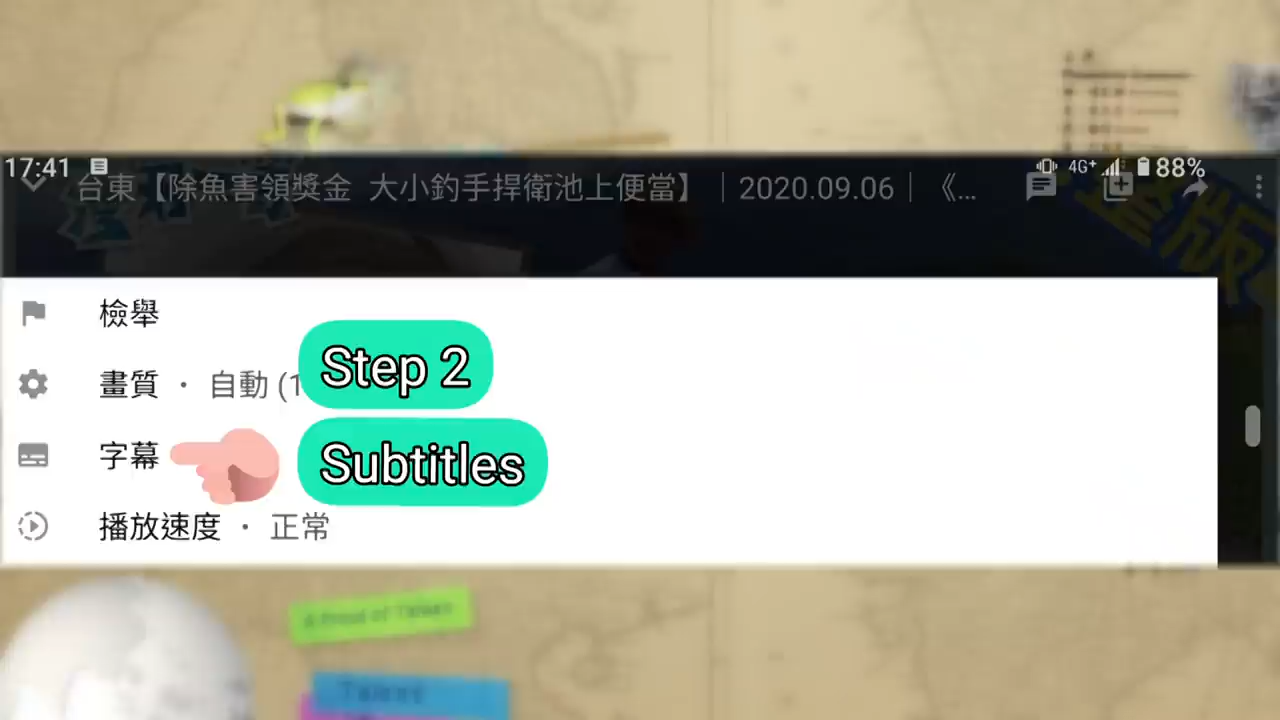 17:41
4G+
88%
台東【除魚害領獎金 大小釣手捍衛池上便當】｜2020.09.06｜《...
整版
檢舉
畫質 · 自動 (1
Step 2
字幕
Subtitles
播放速度 · 正常